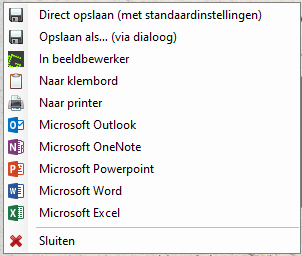 Direct opslaan (met standaardinstellingen)
Opslaan als... (via dialoog)
In beeldbewerker
Naar klembord
Naar printer
Microsoft Outlook
Microsoft OneNote
Microsoft Powerpoint
Microsoft Word
Microsoft Excel
Sluiten